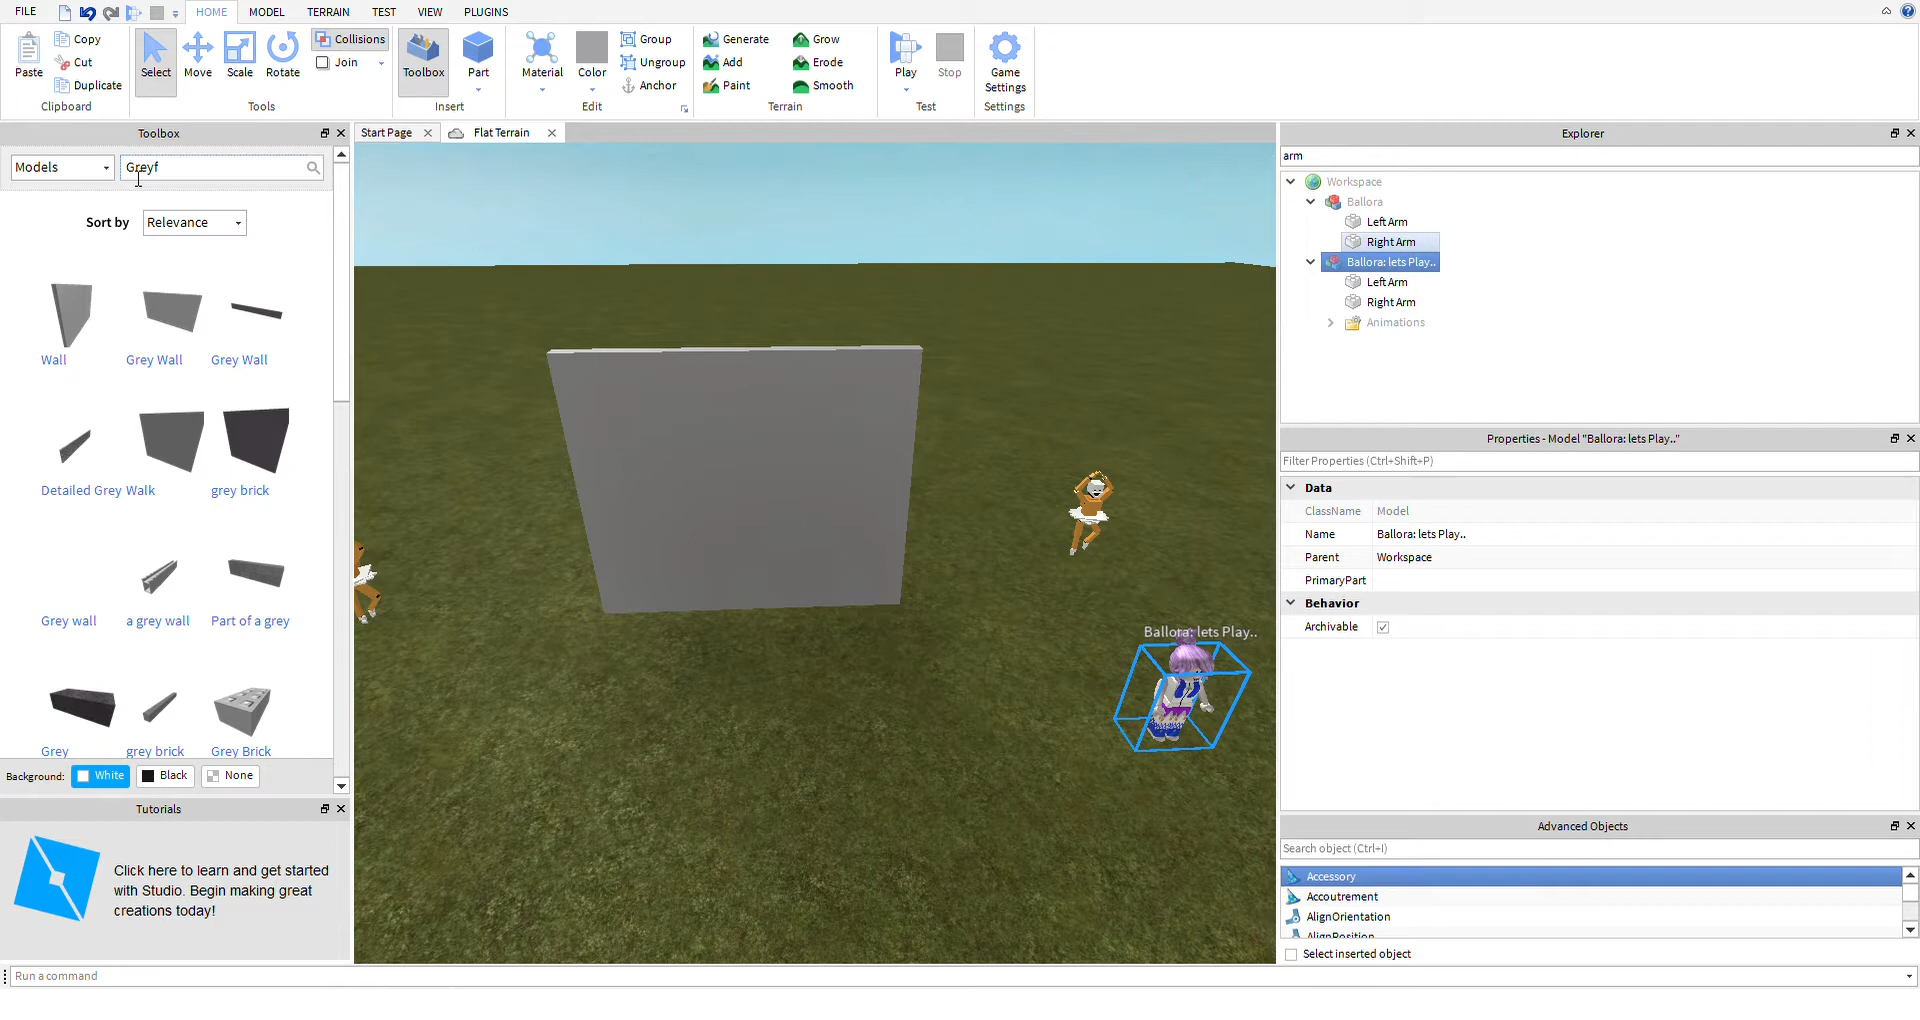 FILE
HOME
MODEL
TERRAIN
TEST
VIEW
PLUGINS
Paste
Copy
Cut
Duplicate
Clipboard
Select
Move
Scale
Rotate
Collisions
Join
Tools
Toolbox
Part
Insert
Material
Color
Group
Ungroup
Anchor
Edit
Generate
Add
Paint
Grow
Erode
Smooth
Terrain
Play
Stop
Test
Game
Settings
Settings
Toolbox
Models
Greyf
Sort by
Relevance
Wall
Grey Wall
Grey Wall
Detailed Grey Walk
grey brick
Grey wall
a grey wall
Part of a grey
Grey
grey brick
Grey Brick
Background:
White
Black
None
Tutorials
Click here to learn and get started
with Studio. Begin making great
creations today!
Start Page
Flat Terrain
Ballora: lets Play..
Explorer
arm
Workspace
Ballora
Left Arm
Right Arm
Ballora: lets Play..
Left Arm
Right Arm
Animations
Properties - Model "Ballora: lets Play.."
Filter Properties (Ctrl+Shift+P)
Data
ClassName Model
Name Ballora: lets Play..
Parent Workspace
PrimaryPart
Behavior
Archivable
Advanced Objects
Search object (Ctrl+I)
Accessory
Accoutrement
AlignOrientation
AlignPosition
Select inserted object
Run a command